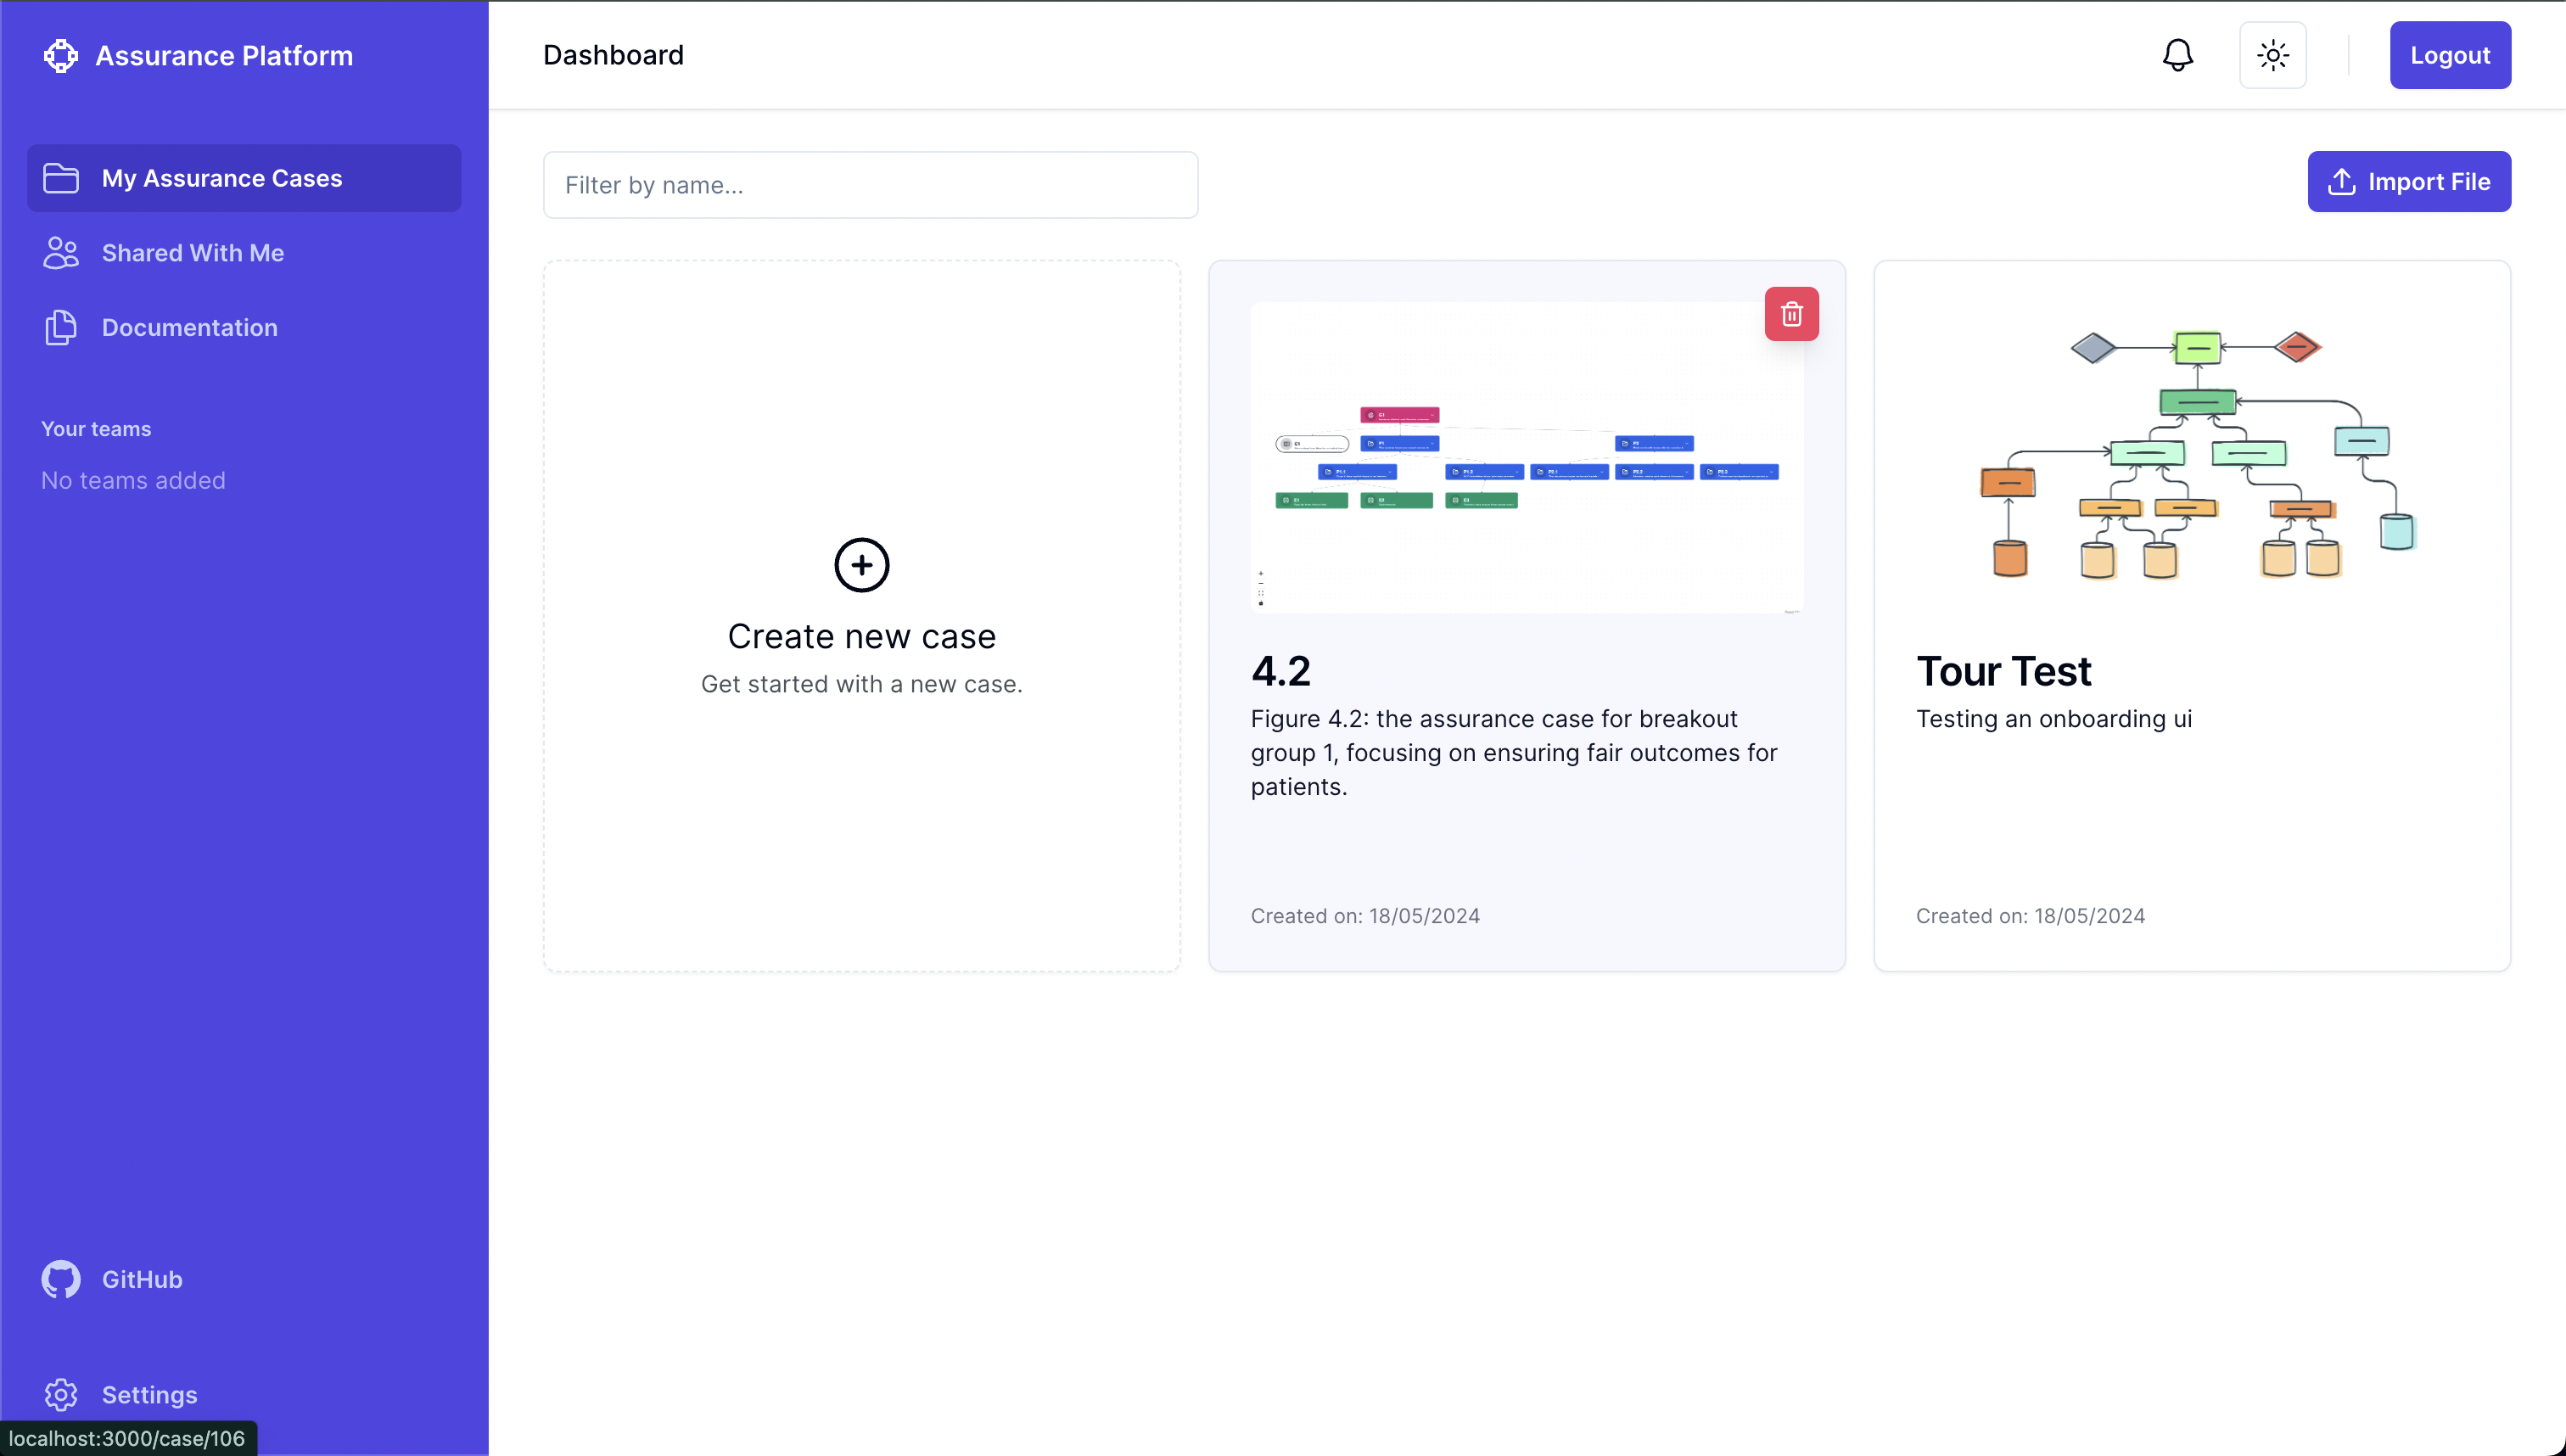 Assurance Platform
Dashboard
Logout
My Assurance Cases
Shared With Me
Documentation
Your teams
No teams added
GitHub
Settings
localhost:3000/case/106
Filter by name...
Import File
Create new case
Get started with a new case.
4.2
Figure 4.2: the assurance case for breakout
group 1, focusing on ensuring fair outcomes for
patients.
Created on: 18/05/2024
Tour Test
Testing an onboarding ui
Created on: 18/05/2024